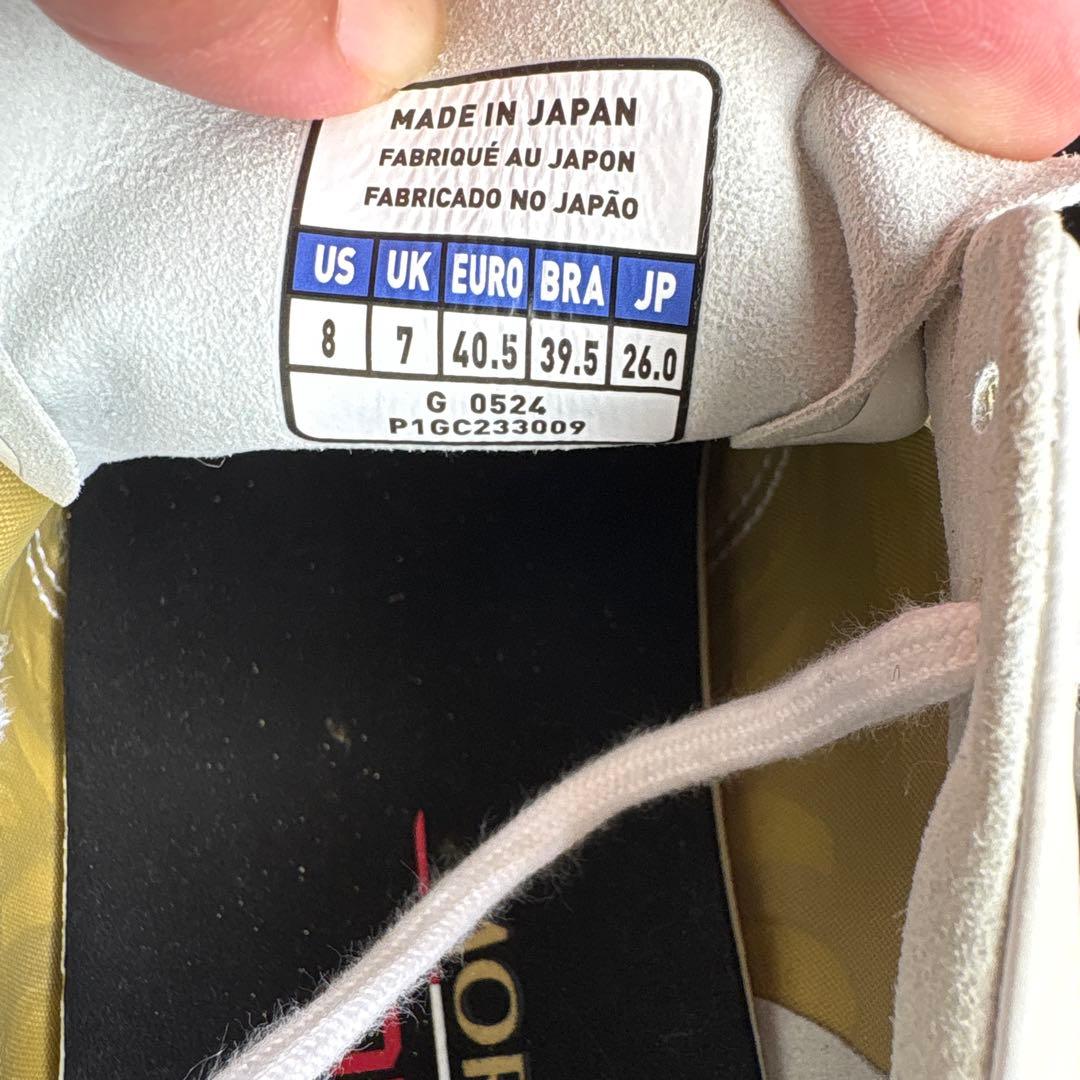 MADE IN JAPAN
FABRIQUÉ AU JAPON
FABRICADO NO JAPÃO
US UK EURO BRA JP
8 7 40.5 39.5 26.0
G 0524
P1GC233009